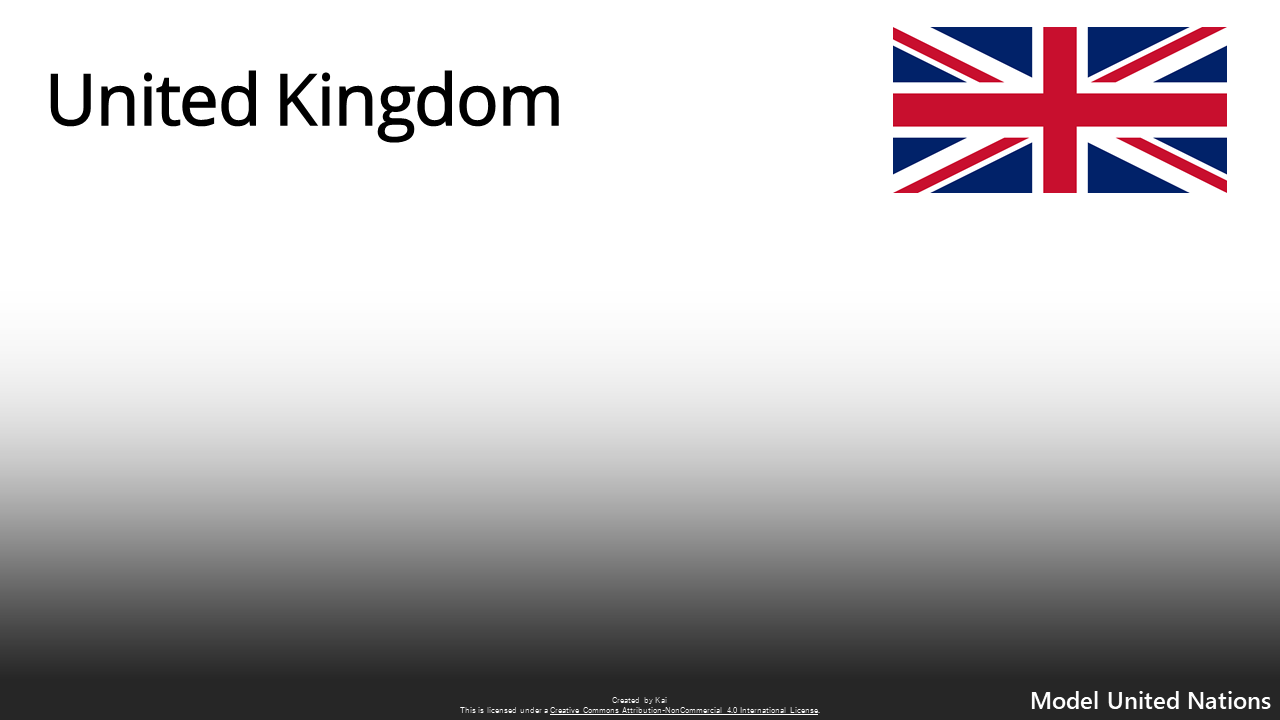 United Kingdom
Created by Kai
This is licensed under a Creative Commons Attribution-NonCommercial 4.0 International License.
Model United Nations